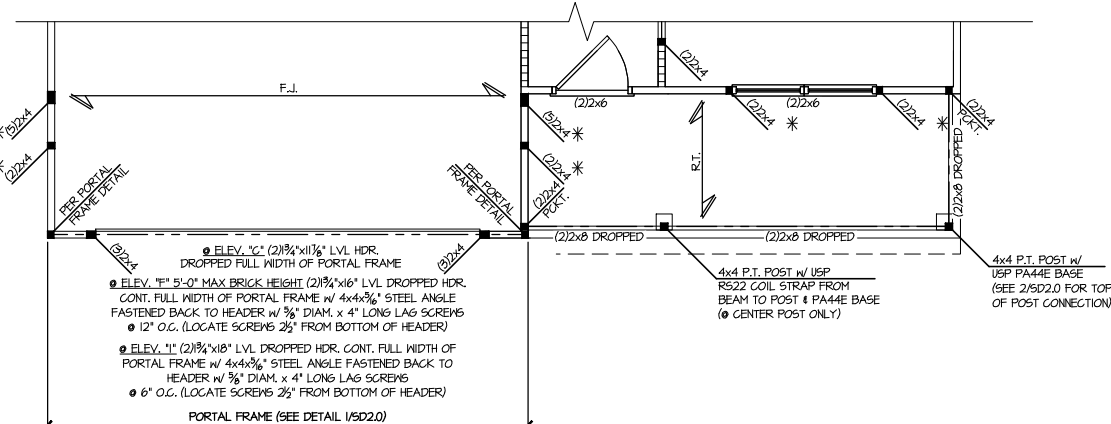 (2)2x4
F.J.
(2)2x6
(2)2x6
(5)2x4
(5)2x4
(2)2x4
(2)2x4
(2)2x4
PCKT.
(2)2x4
(2)2x4
R.T.
(2)2x8 DROPPED
PER PORTAL
FRAME DETAIL
PER PORTAL
FRAME DETAIL
(2)2x4
PCKT.
(3)2x4
(3)2x4
(2)2x8 DROPPED
(2)2x8 DROPPED
@ ELEV. "C" (2)1¾"x11⅞" LVL HDR.
DROPPED FULL WIDTH OF PORTAL FRAME
@ ELEV. "F" 5'-0" MAX BRICK HEIGHT (2)1¾"x16" LVL DROPPED HDR.
CONT. FULL WIDTH OF PORTAL FRAME w/ 4x4x5/16" STEEL ANGLE
FASTENED BACK TO HEADER w/ ⅝" DIAM. x 4" LONG LAG SCREWS
@ 12" O.C. (LOCATE SCREWS 2½" FROM BOTTOM OF HEADER)
@ ELEV. "I" (2)1¾"x18" LVL DROPPED HDR. CONT. FULL WIDTH OF
PORTAL FRAME w/ 4x4x5/16" STEEL ANGLE FASTENED BACK TO
HEADER w/ ⅝" DIAM. x 4" LONG LAG SCREWS
@ 6" O.C. (LOCATE SCREWS 2½" FROM BOTTOM OF HEADER)
PORTAL FRAME (SEE DETAIL 1/SD2.0)
4x4 P.T. POST w/ USP
RS22 COIL STRAP FROM
BEAM TO POST & PA44E BASE
(@ CENTER POST ONLY)
4x4 P.T. POST w/
USP PA44E BASE
(SEE 2/SD2.0 FOR TOP
OF POST CONNECTION)